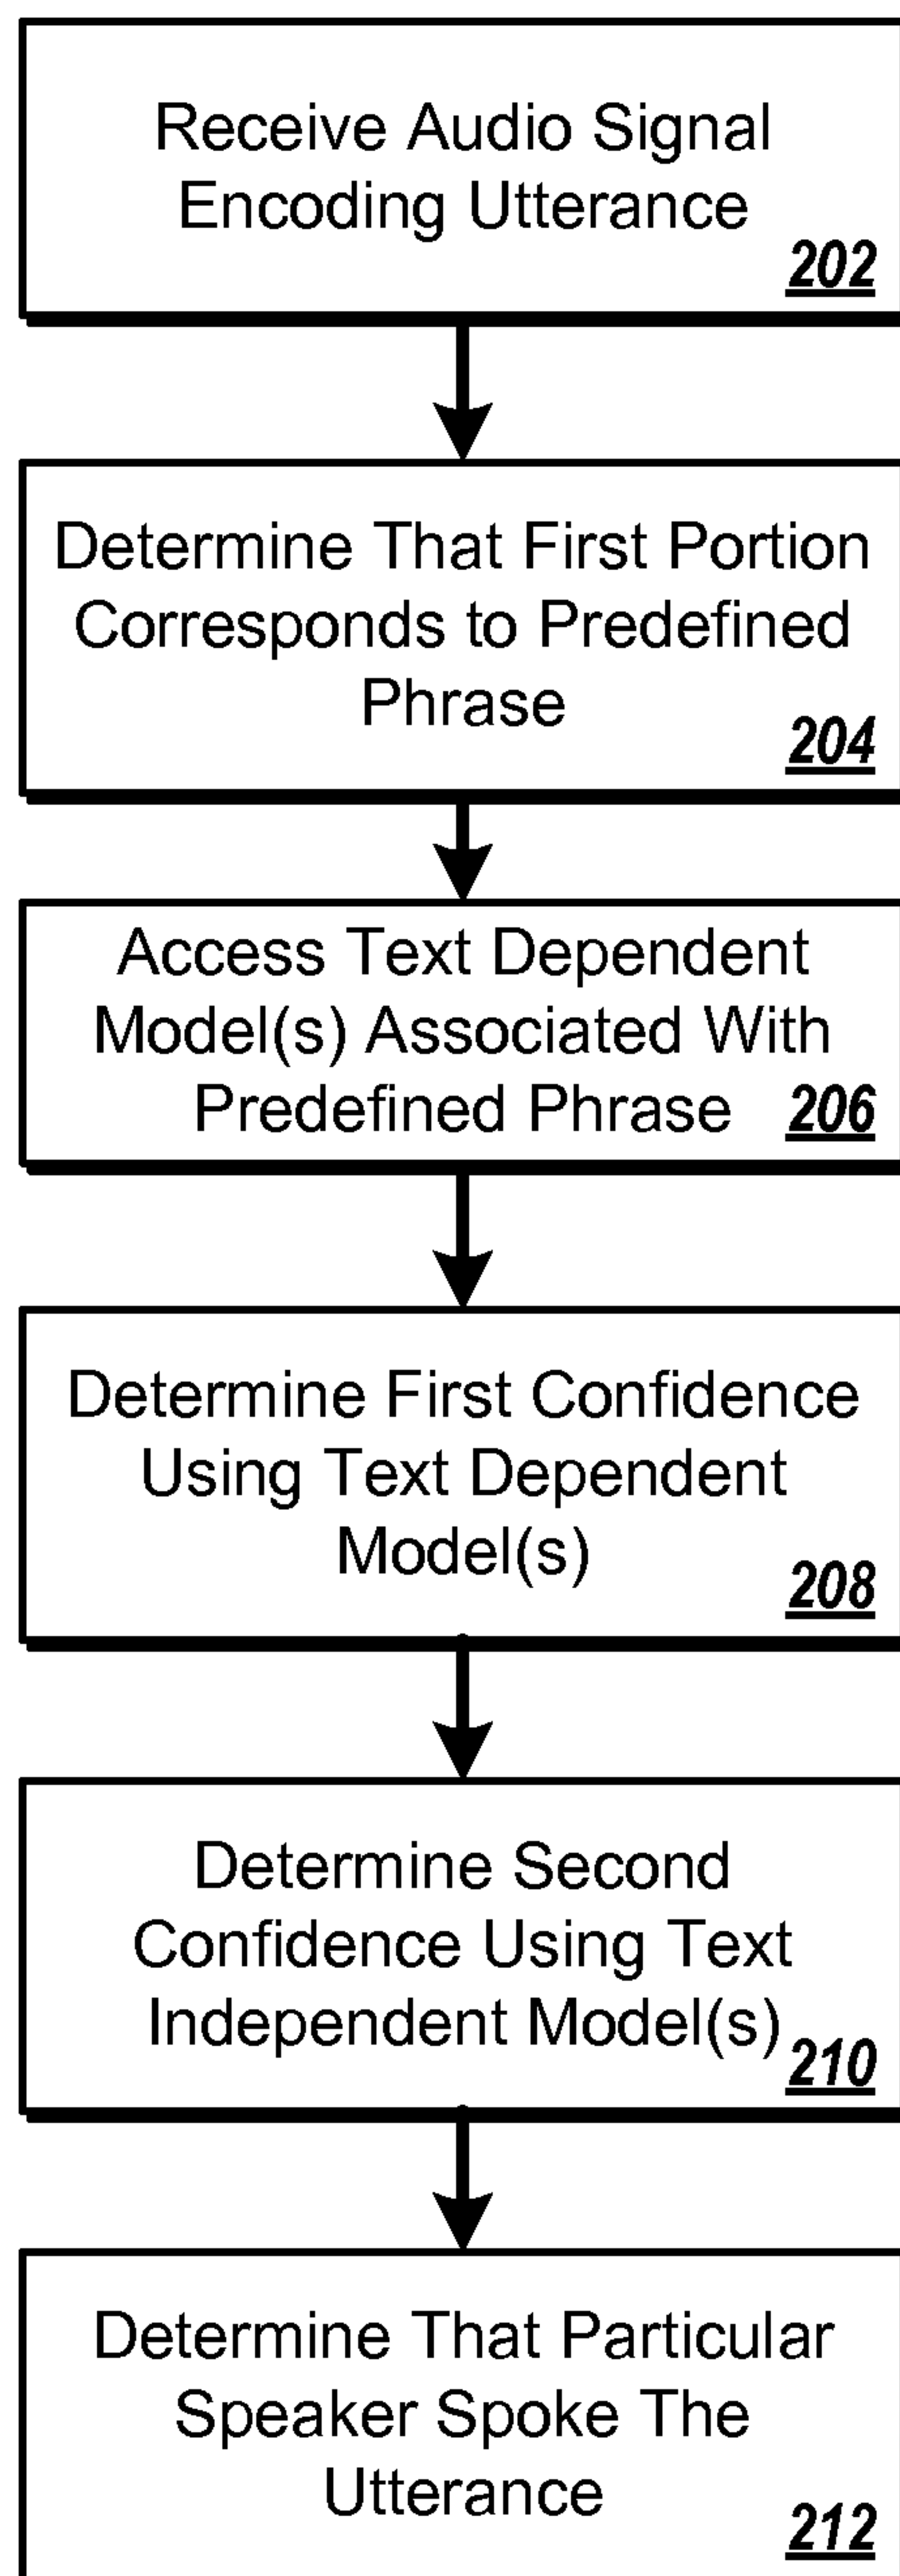 Receive Audio Signal
Encoding Utterance
202
Determine That First Portion
Corresponds to Predefined
Phrase
204
Access Text Dependent
Model(s) Associated With
Predefined Phrase 206
Determine First Confidence
Using Text Dependent
Model(s)
208
Determine Second
Confidence Using Text
Independent Model(s)
210
Determine That Particular
Speaker Spoke The
Utterance
212